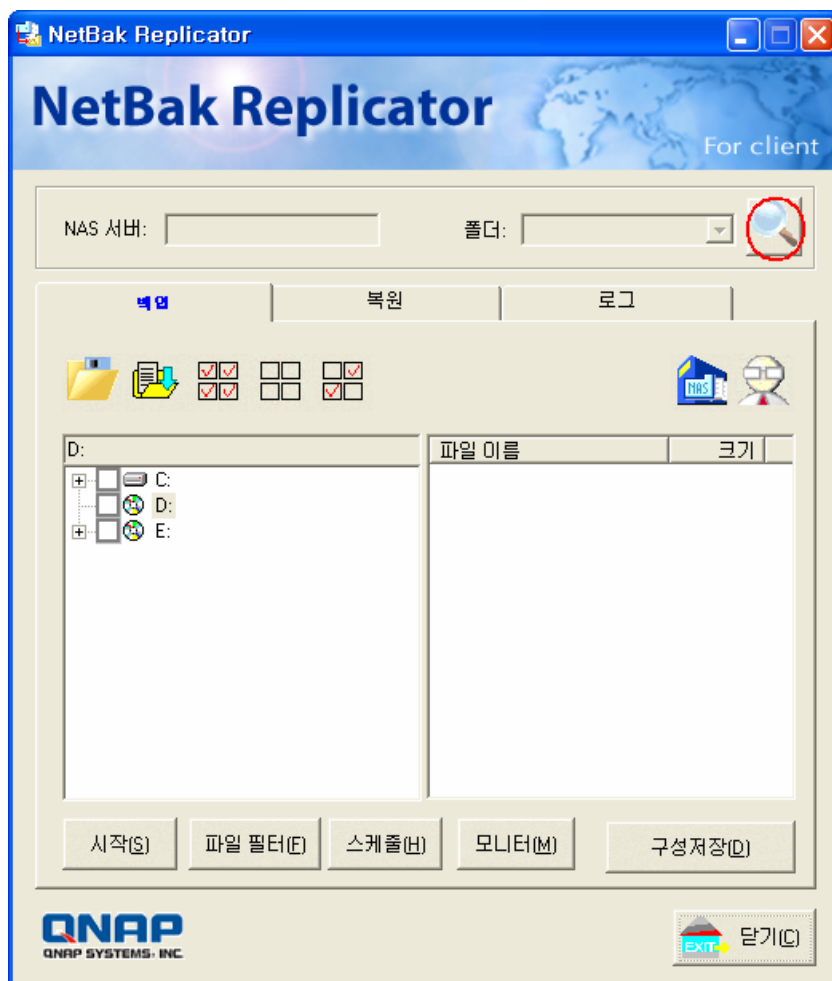 NetBak Replicator
NetBak Replicator
For client
NAS 서버:
폴더:
백업
복원
로그
NAS
D:
C:
D:
E:
파일 이름
크기
시작(S)
파일 필터(F)
스케줄(H)
모니터(M)
구성저장(D)
QNAP
QNAP SYSTEMS, INC.
EXIT
닫기(C)